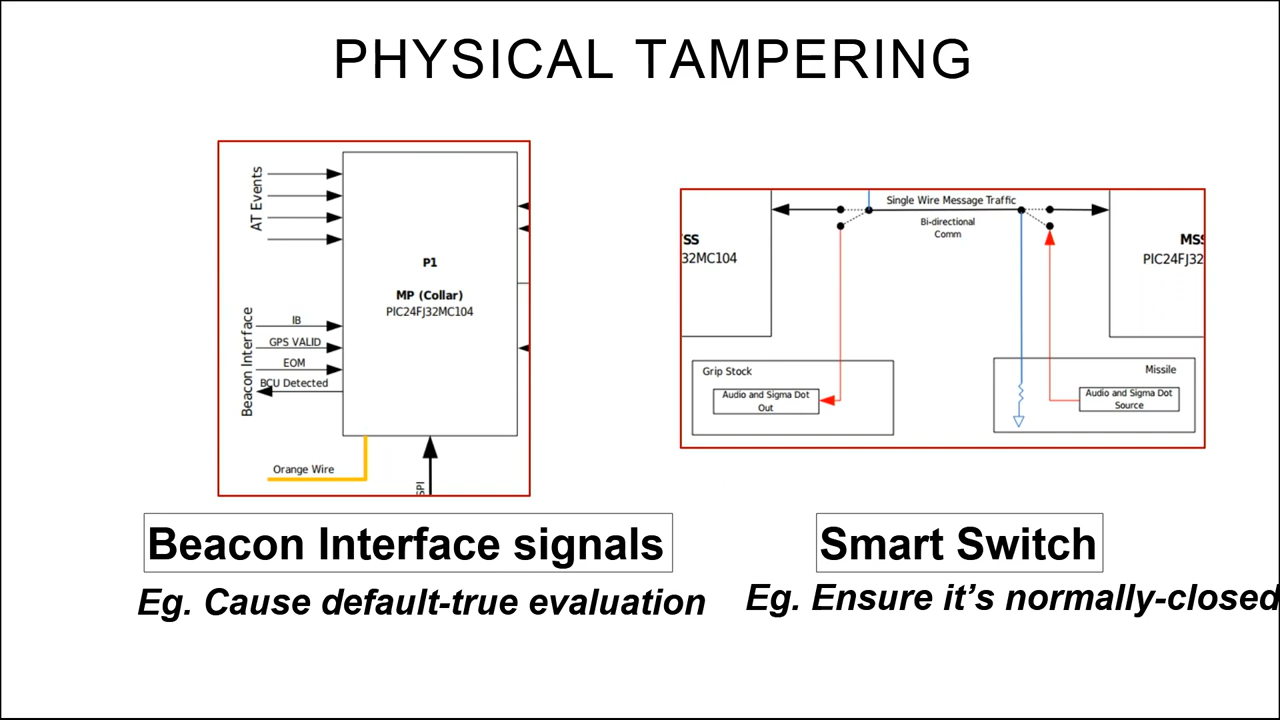 PHYSICAL TAMPERING
AT Events
P1
MP (Collar)
PIC24FJ32MC104
Beacon Interface
IB
GPS VALID
EOM
BCU Detected
Orange Wire
SPI
Single Wire Message Traffic
Bi-directional
Comm
SS
32MC104
MSS
PIC24FJ32
Grip Stock
Audio and Sigma Dot
Out
Missile
Audio and Sigma Dot
Source
Beacon Interface signals
Smart Switch
Eg. Cause default-true evaluation
Eg. Ensure it’s normally-closed